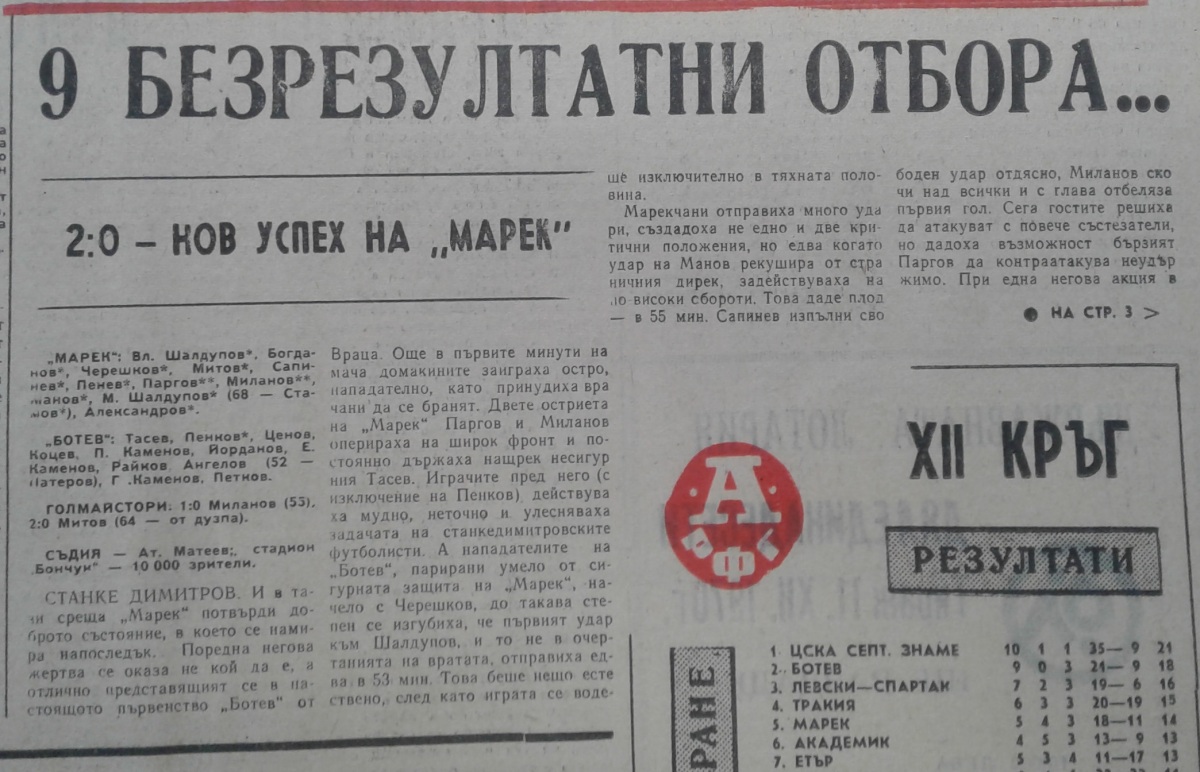 9 БЕЗРЕЗУЛТАТНИ ОТБОРА...
2:0 – НОВ УСПЕХ НА „МАРЕК"
„МАРЕК": Вл. Шалдупов*, Богда-
нов*, Черешков*, Митов*, Сапи-
нев*, Пенев*, Паргов**, Миланов**,
манов*, М. Шалдупов* (68 — Ста-
нов*), Александров*.
„БОТЕВ": Тасев, Пенков*, Ценов,
Коцев, П. Каменов, Йорданов, Е.
Каменов, Райков Ангелов (52 —
Патеров), Г .Каменов, Петков.
ГОЛМАЙСТОРИ: 1:0 Миланов (55),
2:0 Митов (64 — от дузпа).
СЪДИЯ — Ат. Матеев;. стадион
„Бончук" — 10 000 зрители.
СТАНКЕ ДИМИТРОВ. И в та-
зи среща „Марек" потвърди до-
брото състояние, в което се нами-
ра напоследък. Поредна негова
жертва се оказа не кой да е, а
отлично представящият се в на-
стоящото първенство „Ботев" от
Враца. Още в първите минути на
мача домакините заиграха остро,
нападателно, като принудиха вра
чани да се бранят. Двете остриета
на „Марек" Паргов и Миланов
оперираха на широк фронт и по-
стоянно държаха нащрек несигур
ния Тасев. Играчите пред него (с
изключение на Пенков) действува
ха мудно, неточно и улесняваха
задачата на станкедимитровските
футболисти. А нападателите на
„Ботев", парирани умело от си-
гурната защита на „Марек", на-
чело с Черешков, до такава сте-
пен се изгубиха, че първият удар
към Шалдупов, и то не в очер-
танията на вратата, отправиха ед-
ва в 53 мин. Това беше нещо есте
ствено, след като играта се воде-
ше изключително в тяхната поло-
вина.
Марекчани отправиха много уда
ри, създадоха не едно и две кри-
тични положения, но едва когато
удар на Манов рекушира от стра
ничния дирек, задействуваха на
по високи обороти. Това даде плод
— в 55 мин. Сапинев изпълни сво
боден удар отдясно, Миланов ско
чи над всички и с глава отбеляза
първия гол. Сега гостите решиха
да атакуват с повече състезатели,
но дадоха възможност бързият
Паргов да контраатакува неудър
жимо. При една негова акция в
● НА СТР. 3 >
АФ
XII КРЪГ
РЕЗУЛТАТИ
РАНЕ
1. ЦСКА СЕПТ. ЗНАМЕ 10 1 1 35— 9 21
2. БОТЕВ 9 0 3 21— 9 18
3. ЛЕВСКИ—СПАРТАК 7 2 3 19— 6 16
4. ТРАКИЯ 6 3 3 20—19 15
5. МАРЕК 5 4 3 18—11 14
6. АКАДЕМИК 4 5 3 13— 9 13
7. ЕТЪР 5 3 4 11—17 13